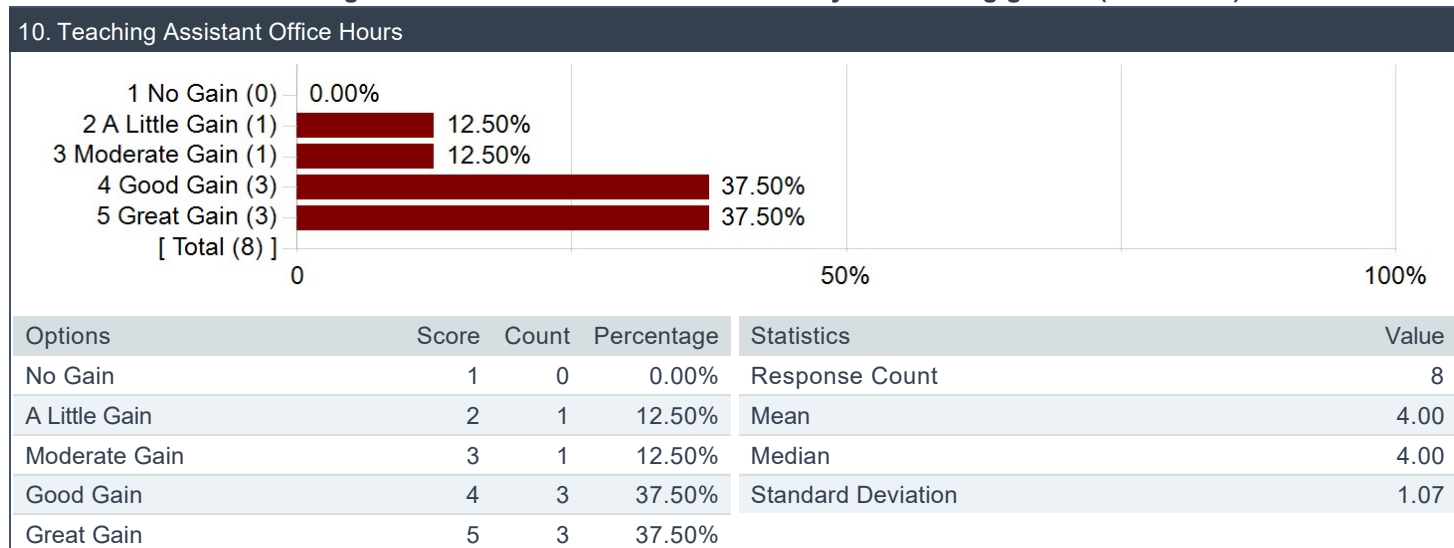 10. Teaching Assistant Office Hours
1 No Gain (0) 0.00%
2 A Little Gain (1) 12.50%
3 Moderate Gain (1) 12.50%
4 Good Gain (3) 37.50%
5 Great Gain (3) 37.50%
[ Total (8) ]
0 50% 100%
Options Score Count Percentage Statistics Value
No Gain 1 0 0.00% Response Count 8
A Little Gain 2 1 12.50% Mean 4.00
Moderate Gain 3 1 12.50% Median 4.00
Good Gain 4 3 37.50% Standard Deviation 1.07
Great Gain 5 3 37.50%